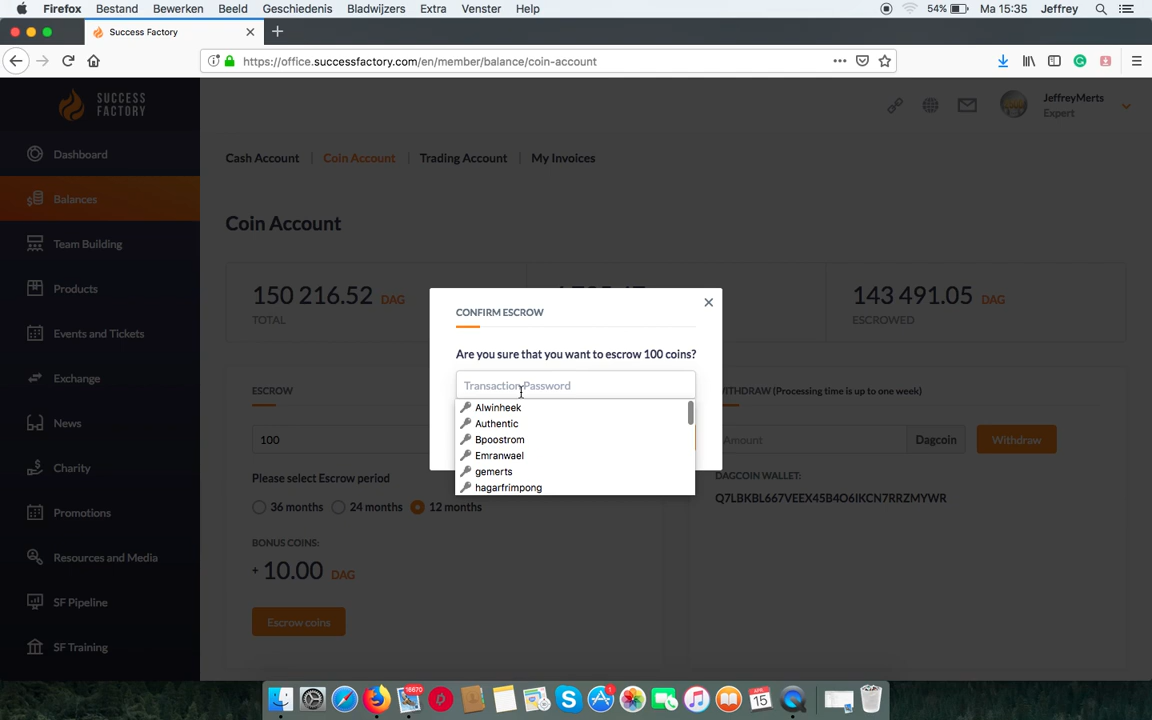 Firefox Bestand Bewerken Beeld Geschiedenis Bladwijzers Extra Venster Help 54% Ma 15:35 Jeffrey
Success Factory
https://office.successfactory.com/en/member/balance/coin-account
SUCCESS
FACTORY
JeffreyMerts
Expert
Dashboard
Balances
Team Building
Products
Events and Tickets
Exchange
News
Charity
Promotions
Resources and Media
SF Pipeline
SF Training
Cash Account | Coin Account | Trading Account | My Invoices
Coin Account
150 216.52 DAG
TOTAL
143 491.05 DAG
ESCROWED
CONFIRM ESCROW
Are you sure that you want to escrow 100 coins?
Transaction Password
Alwinheek
Authentic
Bpoostrom
Emranwael
gemerts
hagarfrimpong
ESCROW
100
Please select Escrow period
36 months 24 months 12 months
BONUS COINS:
+ 10.00 DAG
Escrow coins
(Processing time is up to one week)
Amount Dagcoin Withdraw
DAGCOIN WALLET:
Q7LBKBL667VEEX45B4O6IKCN7RRZMYWR
16670
1
15